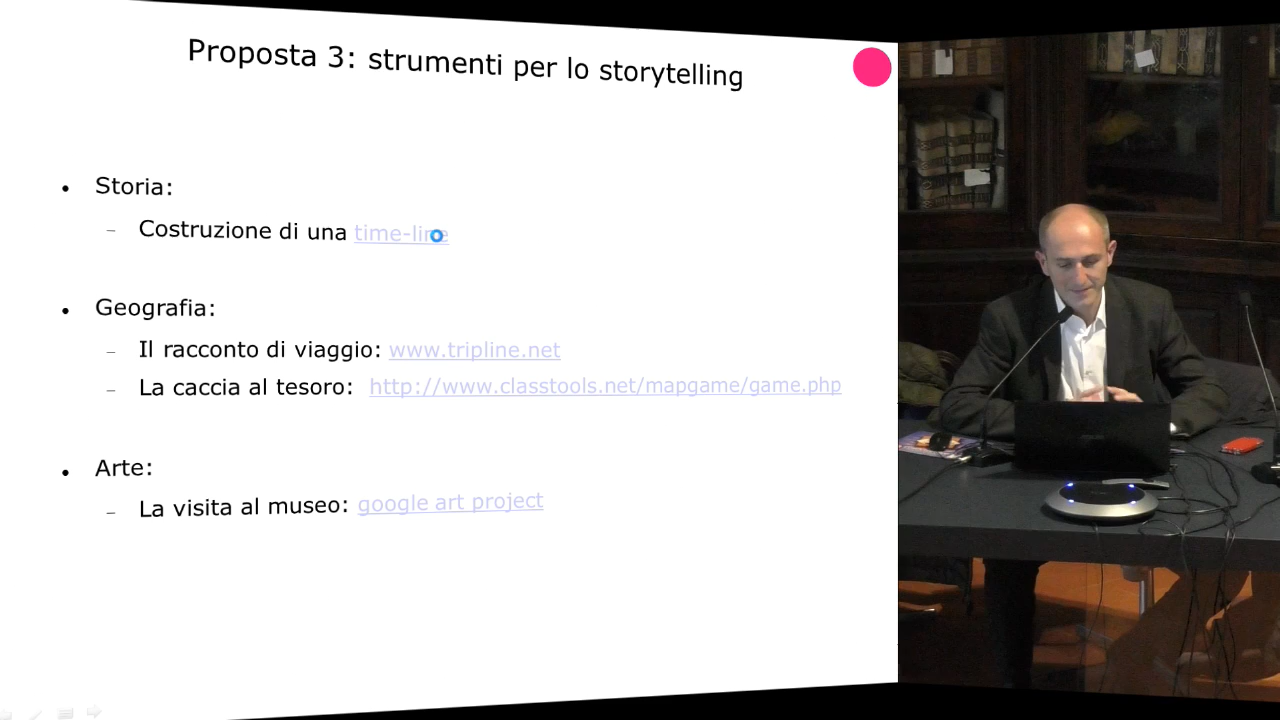 Proposta 3: strumenti per lo storytelling
• Storia:
– Costruzione di una time-line
• Geografia:
– Il racconto di viaggio: www.tripline.net
– La caccia al tesoro: http://www.classtools.net/mapgame/game.php
• Arte:
– La visita al museo: google art project